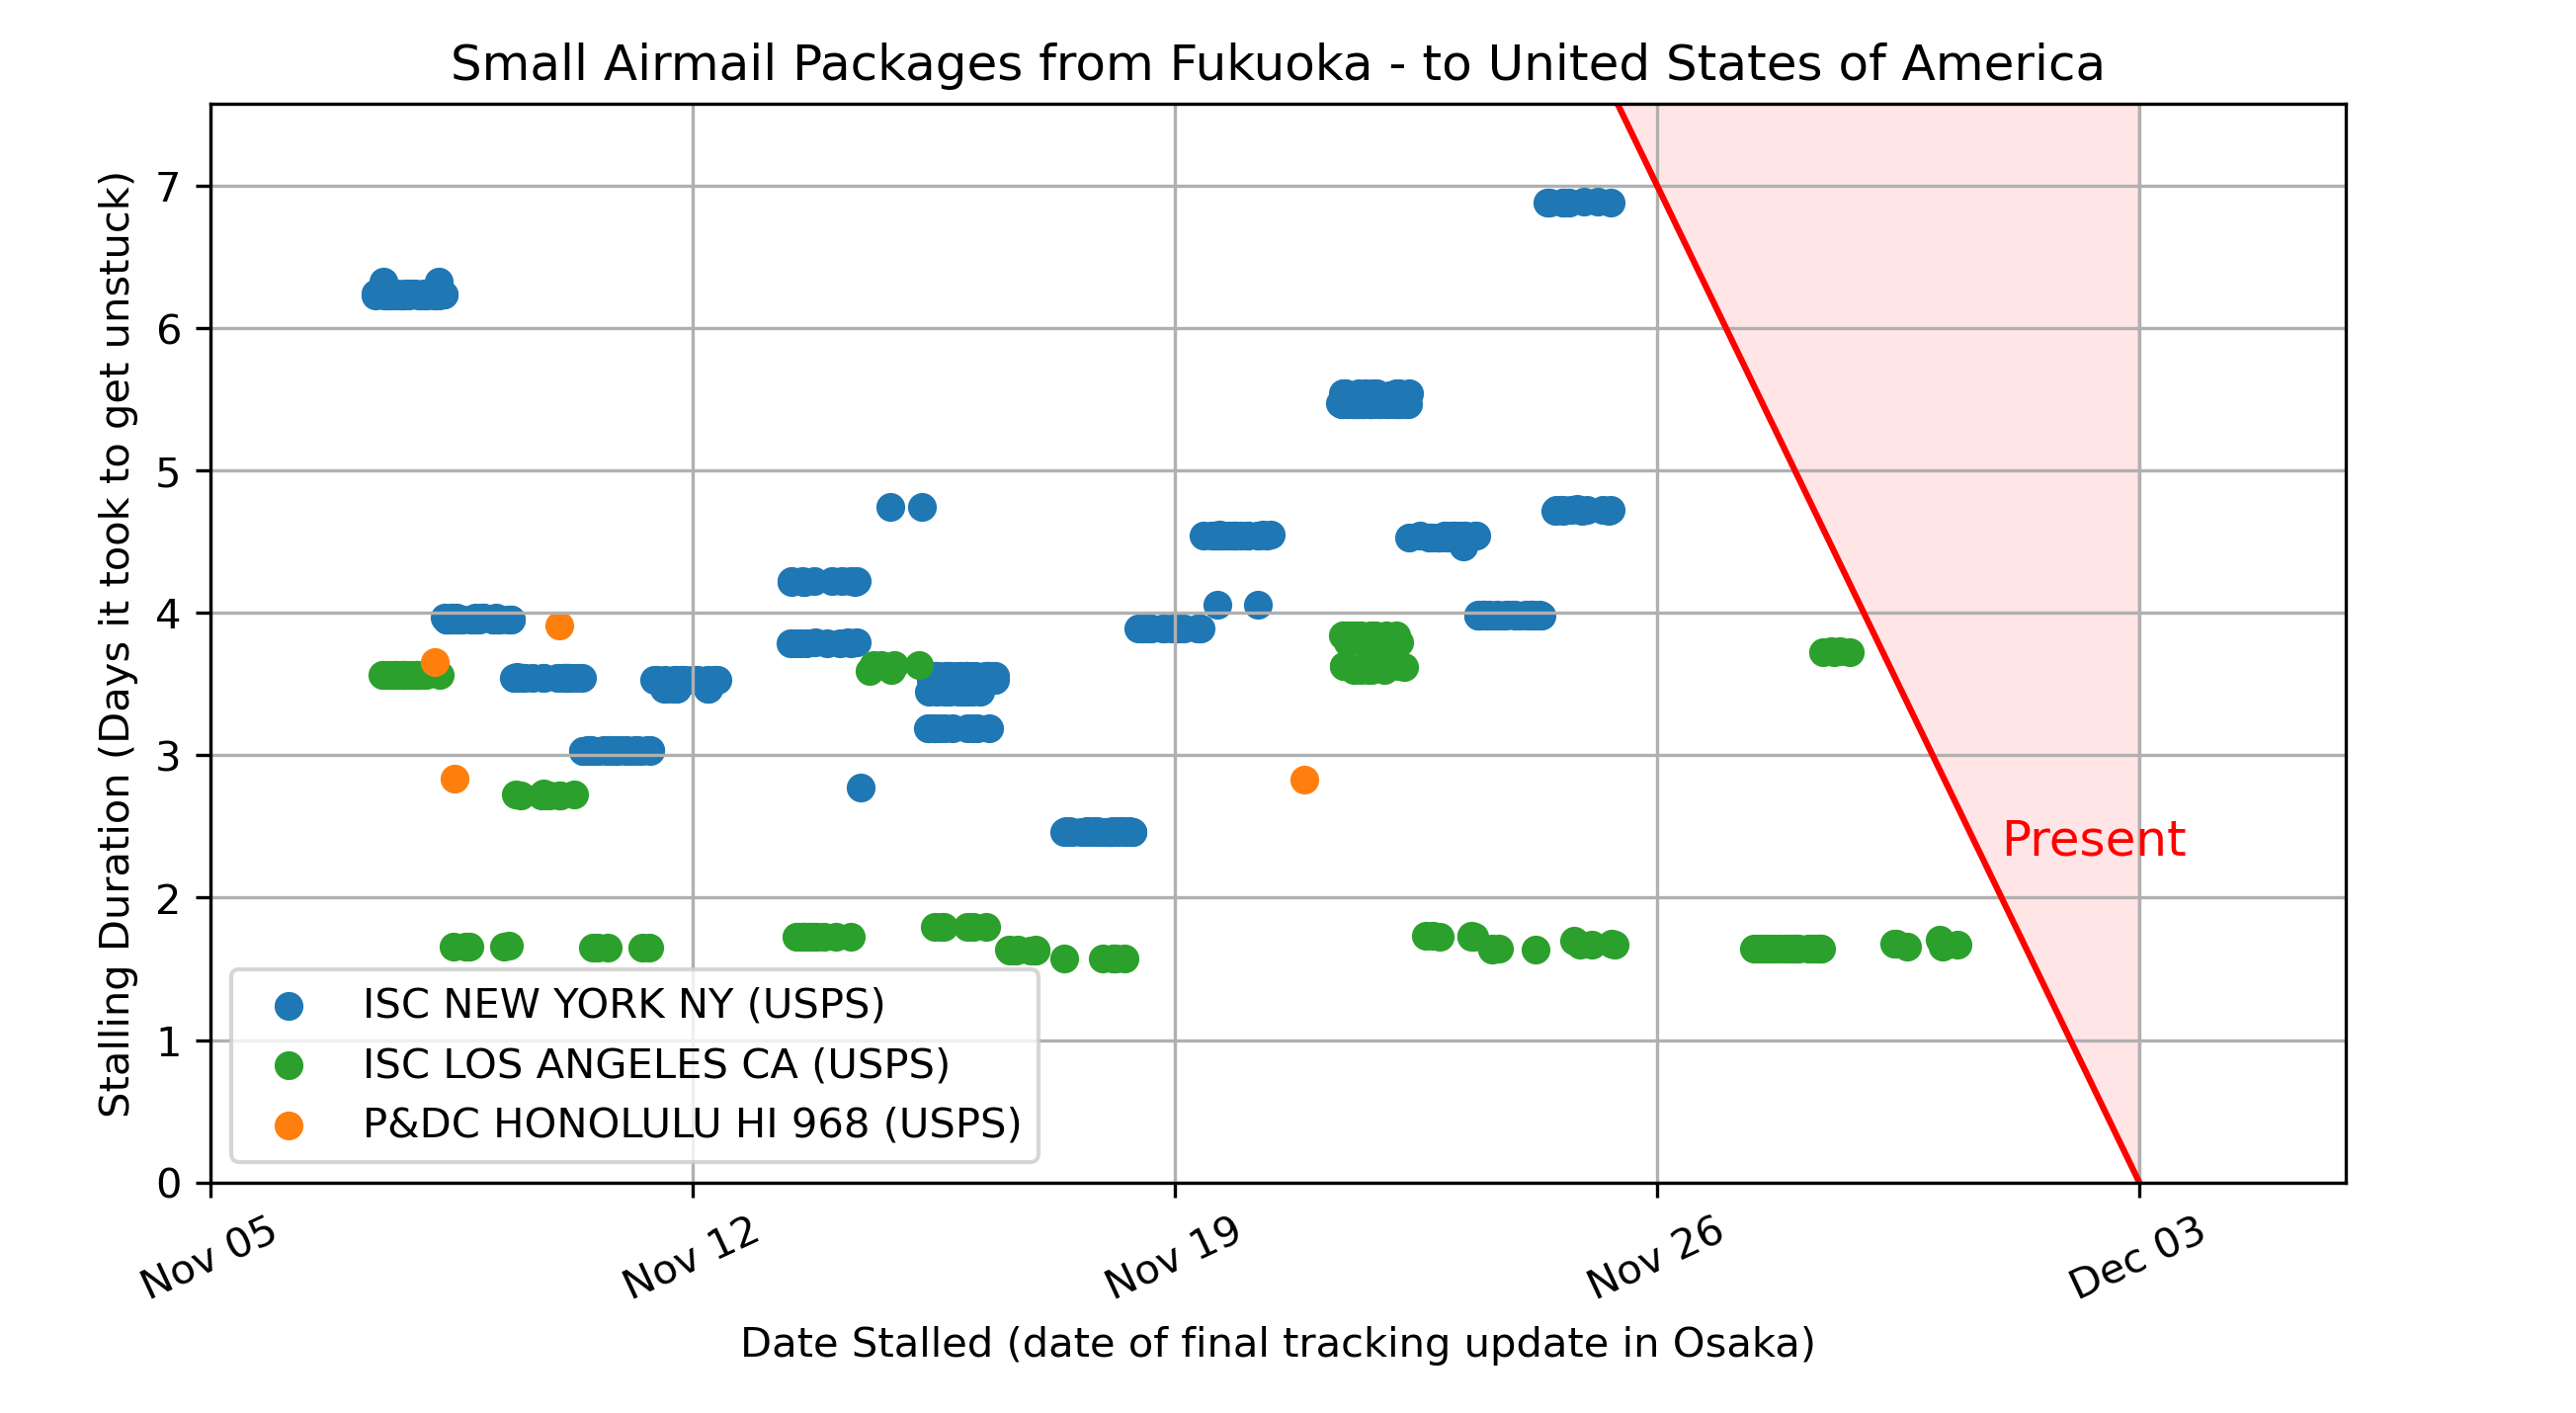 Small Airmail Packages from Fukuoka - to United States of America
Stalling Duration (Days it took to get unstuck)
7
6
5
4
3
2
1
0
Present
ISC NEW YORK NY (USPS)
ISC LOS ANGELES CA (USPS)
P&DC HONOLULU HI 968 (USPS)
Nov 05
Nov 12
Nov 19
Nov 26
Dec 03
Date Stalled (date of final tracking update in Osaka)